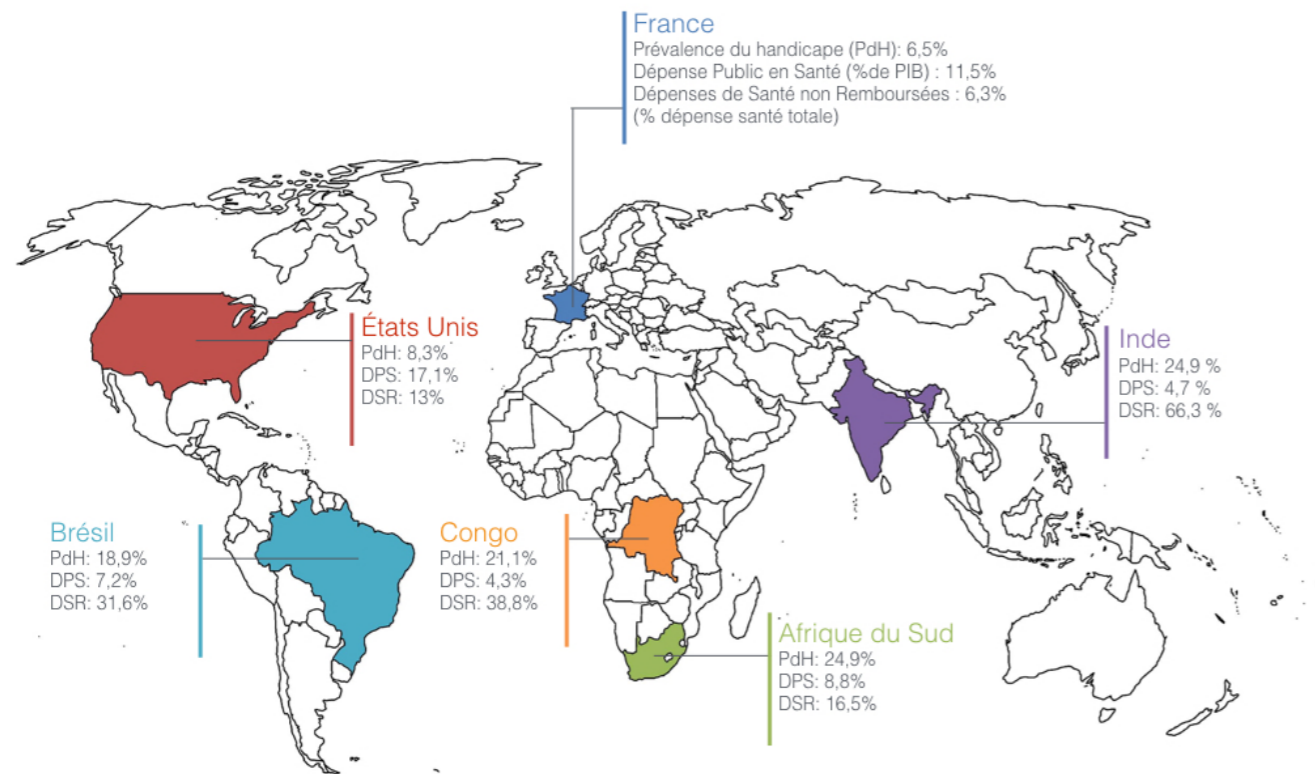 France
Prévalence du handicape (PdH): 6,5%
Dépense Public en Santé (%de PIB) : 11,5%
Dépenses de Santé non Remboursées : 6,3%
(% dépense santé totale)
États Unis
PdH: 8,3%
DPS: 17,1%
DSR: 13%
Inde
PdH: 24,9 %
DPS: 4,7 %
DSR: 66,3 %
Brésil
PdH: 18,9%
DPS: 7,2%
DSR: 31,6%
Congo
PdH: 21,1%
DPS: 4,3%
DSR: 38,8%
Afrique du Sud
PdH: 24,9%
DPS: 8,8%
DSR: 16,5%